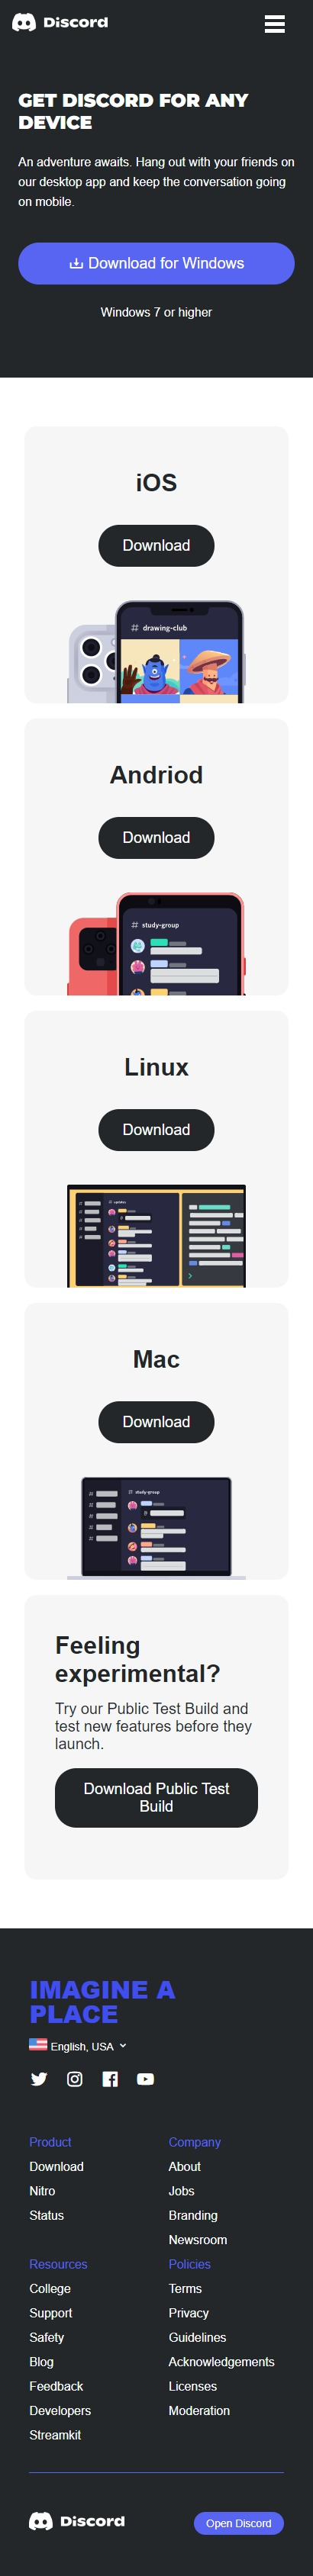 Discord
GET DISCORD FOR ANY
DEVICE
An adventure awaits. Hang out with your friends on
our desktop app and keep the conversation going
on mobile.
Download for Windows
Windows 7 or higher
iOS
Download
# drawing-club
Andriod
Download
# study-group
Linux
Download
# updates
Mac
Download
# study-group
Feeling
experimental?
Try our Public Test Build and
test new features before they
launch.
Download Public Test
Build
IMAGINE A
PLACE
English, USA
Product
Download
Nitro
Status
Company
About
Jobs
Branding
Newsroom
Resources
College
Support
Safety
Blog
Feedback
Developers
Streamkit
Policies
Terms
Privacy
Guidelines
Acknowledgements
Licenses
Moderation
Discord
Open Discord